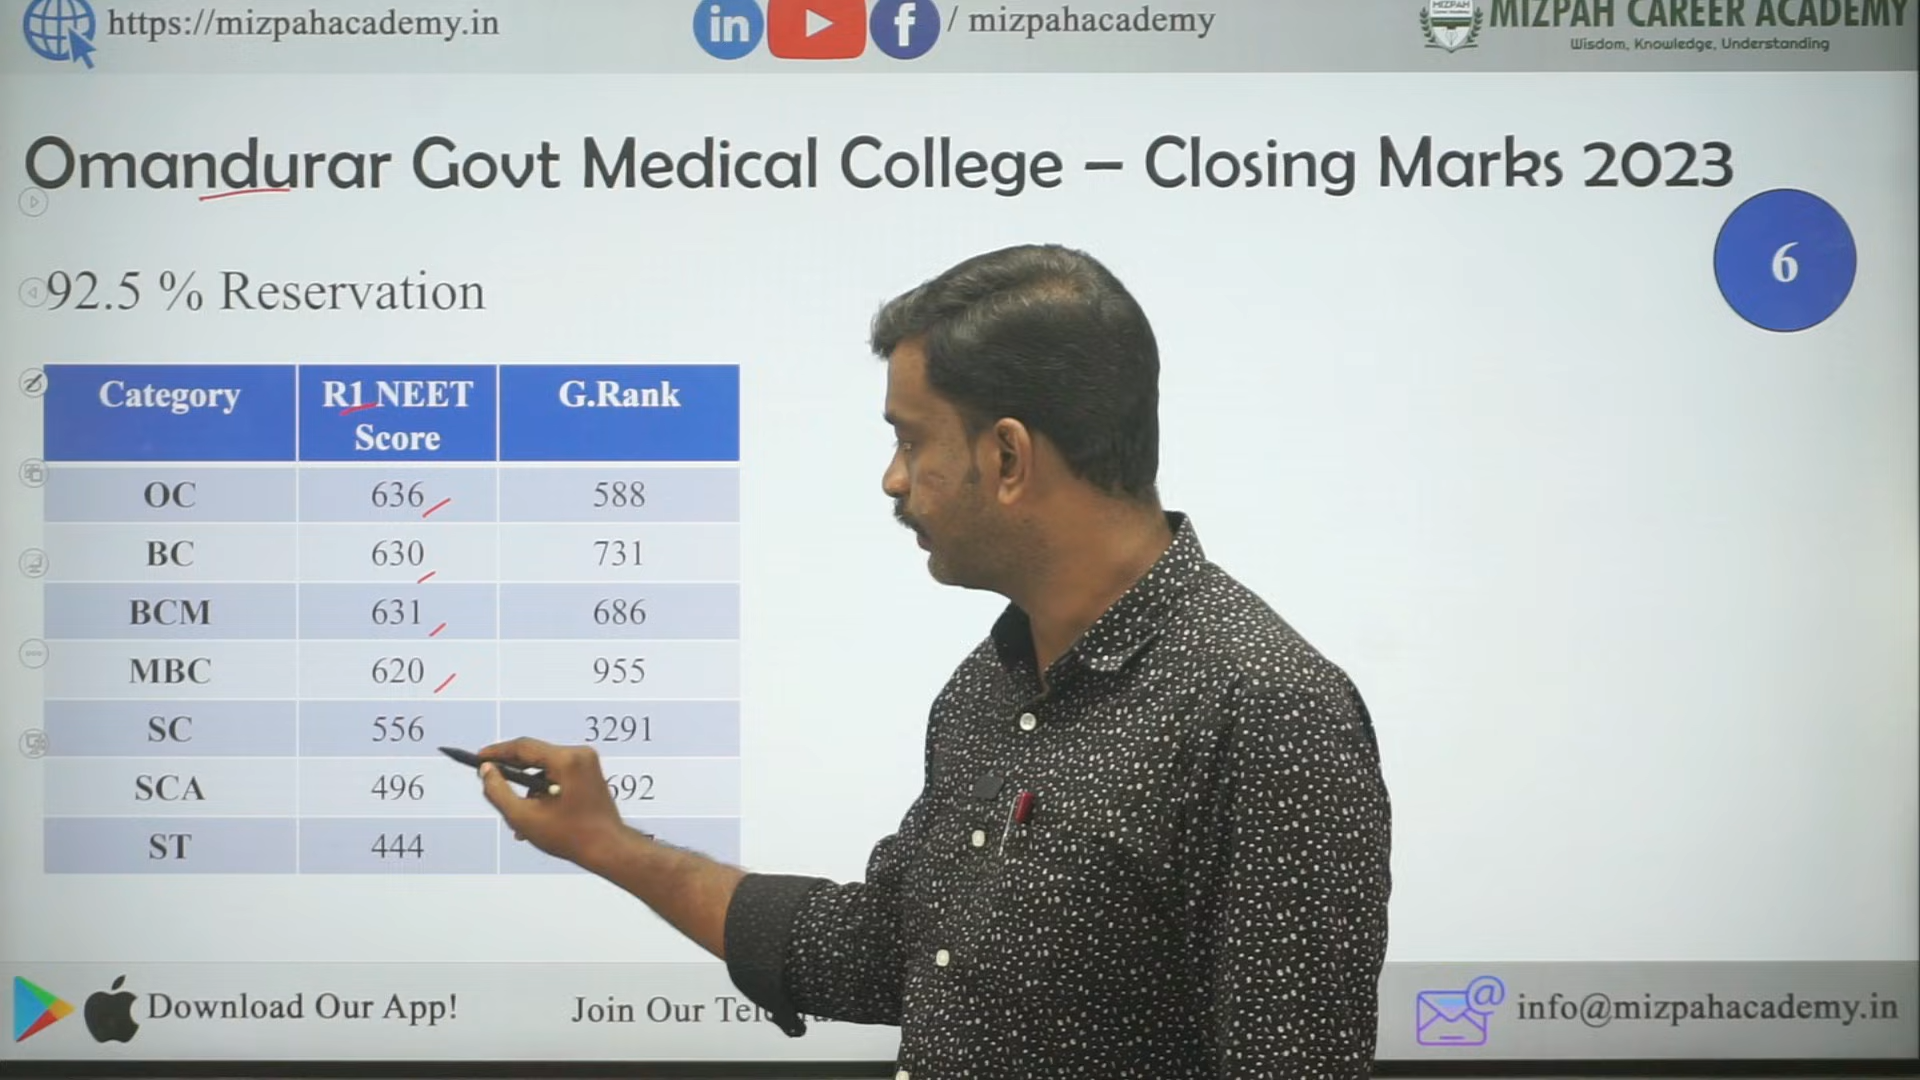 https://mizpahacademy.in
/ mizpahacademy
MIZPAH CAREER ACADEMY
Wisdom, Knowledge, Understanding
Omandurar Govt Medical College – Closing Marks 2023
6
92.5 % Reservation
Category R1 NEET Score G.Rank
OC 636 588
BC 630 731
BCM 631 686
MBC 620 955
SC 556 3291
SCA 496
ST 444
Download Our App!
Join Our
info@mizpahacademy.in